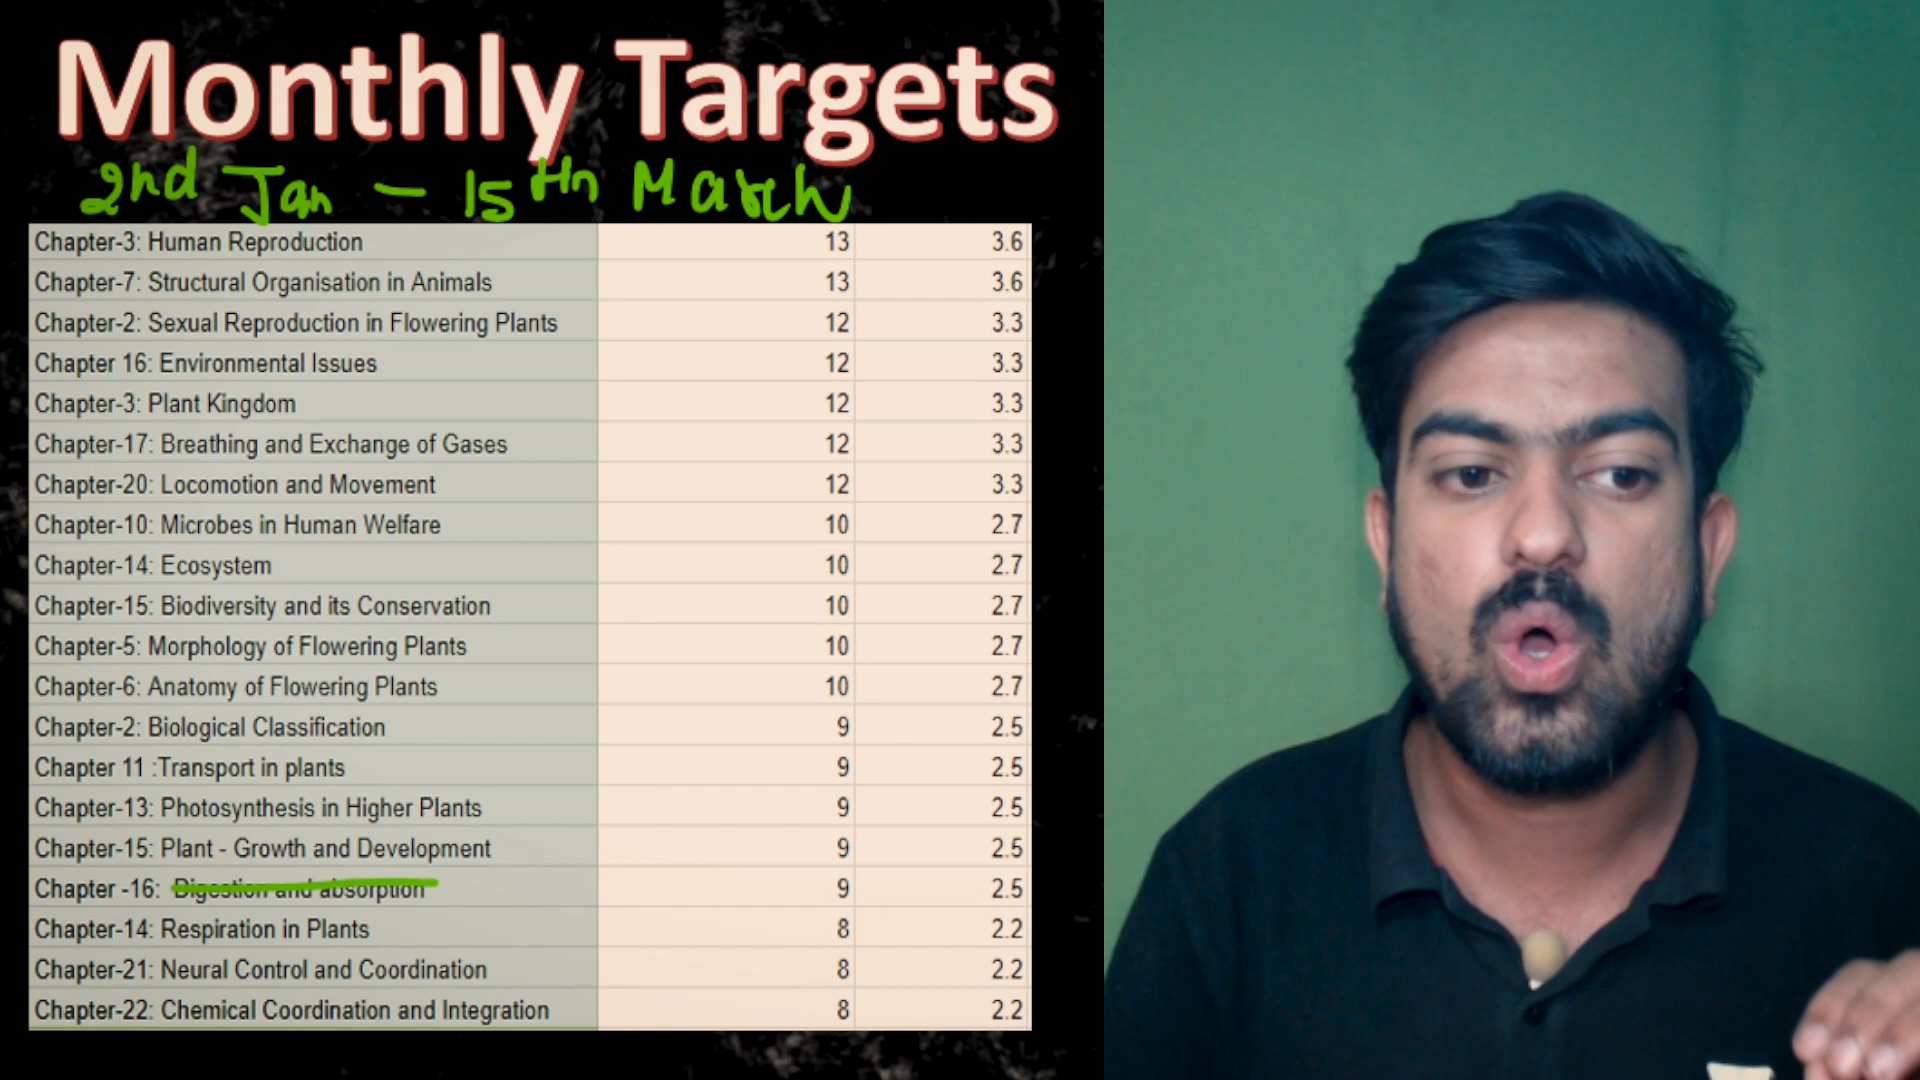 Monthly Targets
2nd Jan - 15th March
Chapter-3: Human Reproduction 13 3.6
Chapter-7: Structural Organisation in Animals 13 3.6
Chapter-2: Sexual Reproduction in Flowering Plants 12 3.3
Chapter 16: Environmental Issues 12 3.3
Chapter-3: Plant Kingdom 12 3.3
Chapter-17: Breathing and Exchange of Gases 12 3.3
Chapter-20: Locomotion and Movement 12 3.3
Chapter-10: Microbes in Human Welfare 10 2.7
Chapter-14: Ecosystem 10 2.7
Chapter-15: Biodiversity and its Conservation 10 2.7
Chapter-5: Morphology of Flowering Plants 10 2.7
Chapter-6: Anatomy of Flowering Plants 10 2.7
Chapter-2: Biological Classification 9 2.5
Chapter 11 :Transport in plants 9 2.5
Chapter-13: Photosynthesis in Higher Plants 9 2.5
Chapter-15: Plant - Growth and Development 9 2.5
Chapter -16: Digestion and absorption 9 2.5
Chapter-14: Respiration in Plants 8 2.2
Chapter-21: Neural Control and Coordination 8 2.2
Chapter-22: Chemical Coordination and Integration 8 2.2